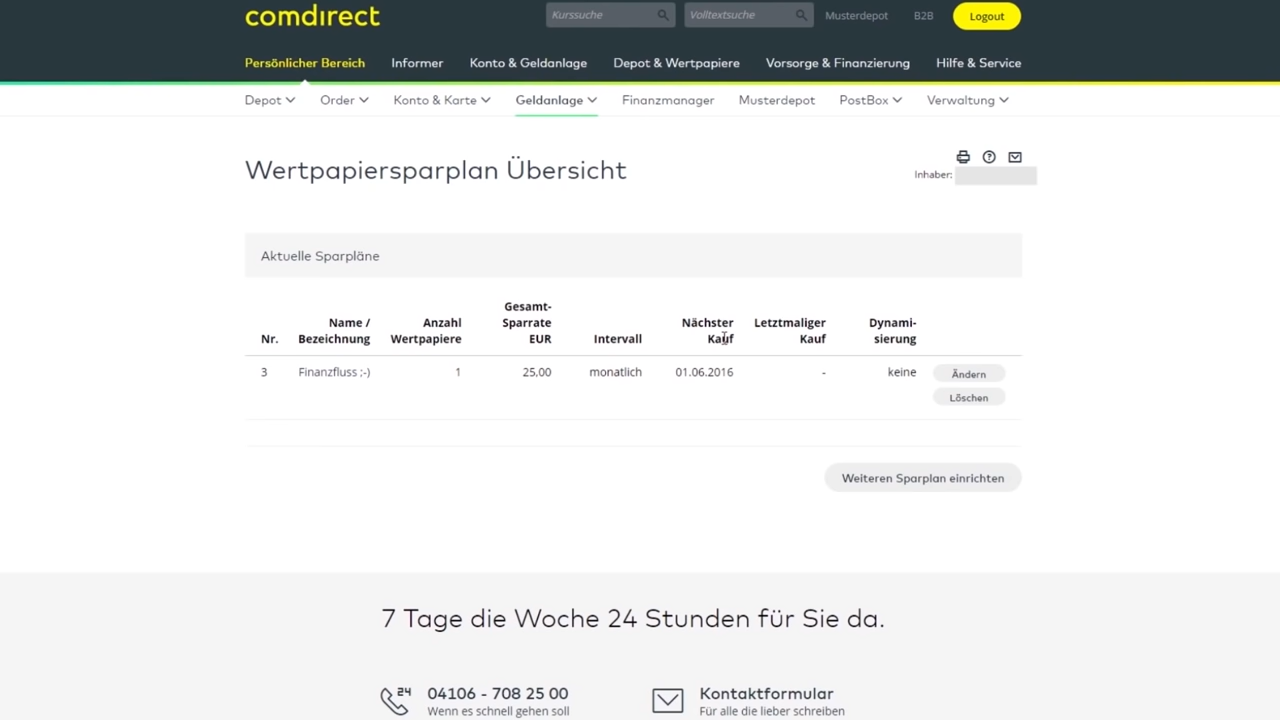 comdirect
Kurssuche
Volltextsuche
Musterdepot
B2B
Logout
Persönlicher Bereich
Informer
Konto & Geldanlage
Depot & Wertpapiere
Vorsorge & Finanzierung
Hilfe & Service
Depot
Order
Konto & Karte
Geldanlage
Finanzmanager
Musterdepot
PostBox
Verwaltung
Wertpapiersparplan Übersicht
Inhaber:
Aktuelle Sparpläne
Nr.
Name /
Bezeichnung
Anzahl
Wertpapiere
Gesamt-
Sparrate
EUR
Intervall
Nächster
Kauf
Letztmaliger
Kauf
Dynami-
sierung
3
Finanzfluss ;-)
1
25,00
monatlich
01.06.2016
-
keine
Ändern
Löschen
Weiteren Sparplan einrichten
7 Tage die Woche 24 Stunden für Sie da.
24
04106 - 708 25 00
Wenn es schnell gehen soll
Kontaktformular
Für alle die lieber schreiben